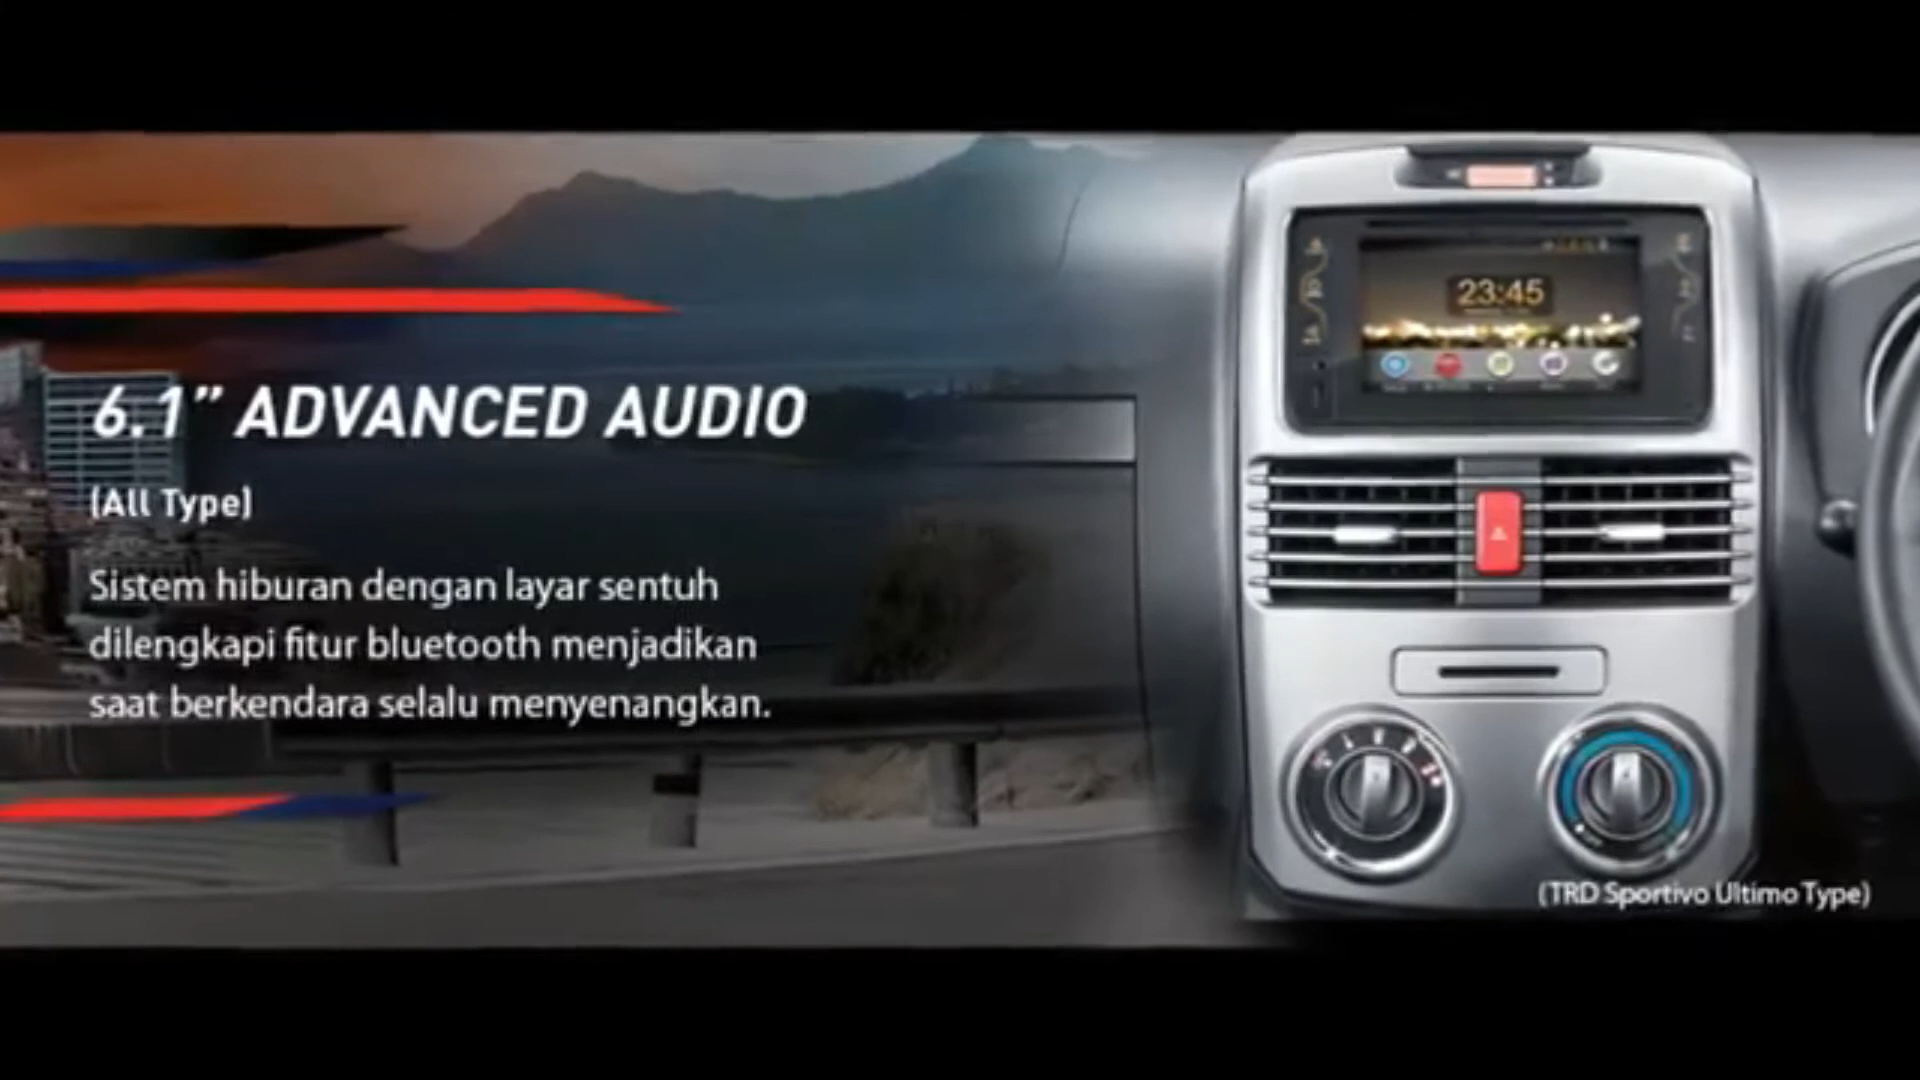 6.1” ADVANCED AUDIO
(All Type)
Sistem hiburan dengan layar sentuh
dilengkapi fitur bluetooth menjadikan
saat berkendara selalu menyenangkan.
23:45
(TRD Sportivo Ultimo Type)